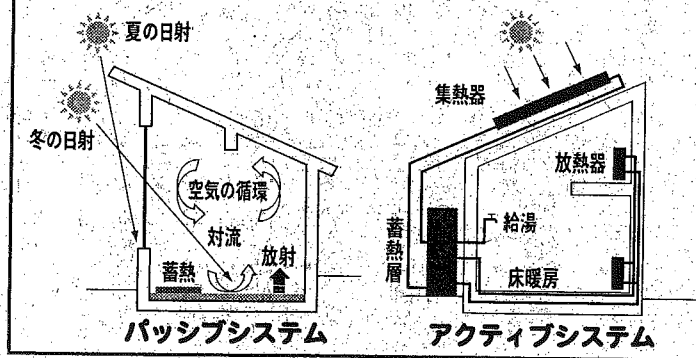 夏の日射
冬の日射
空気の循環
対流
放射
蓄熱
パッシブシステム
集熱器
放熱器
給湯
蓄熱層
床暖房
アクティブシステム